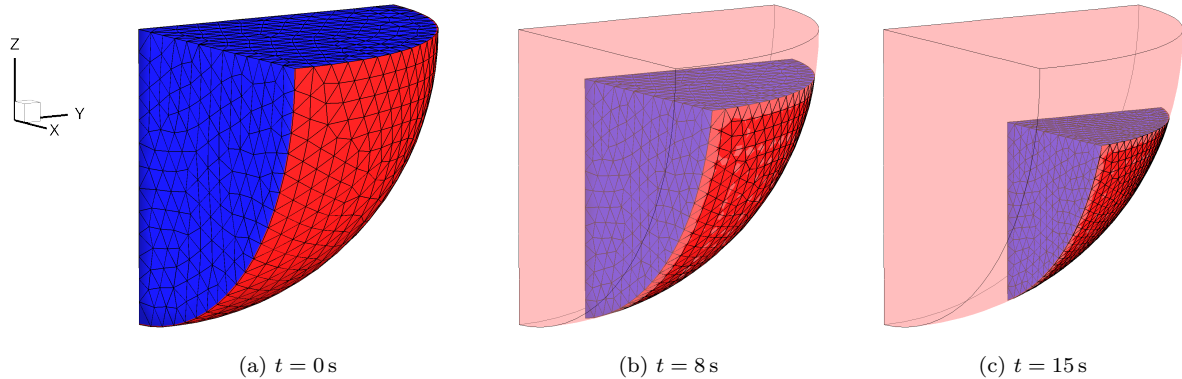 Z
Y
X
(a) t = 0 s
(b) t = 8 s
(c) t = 15 s